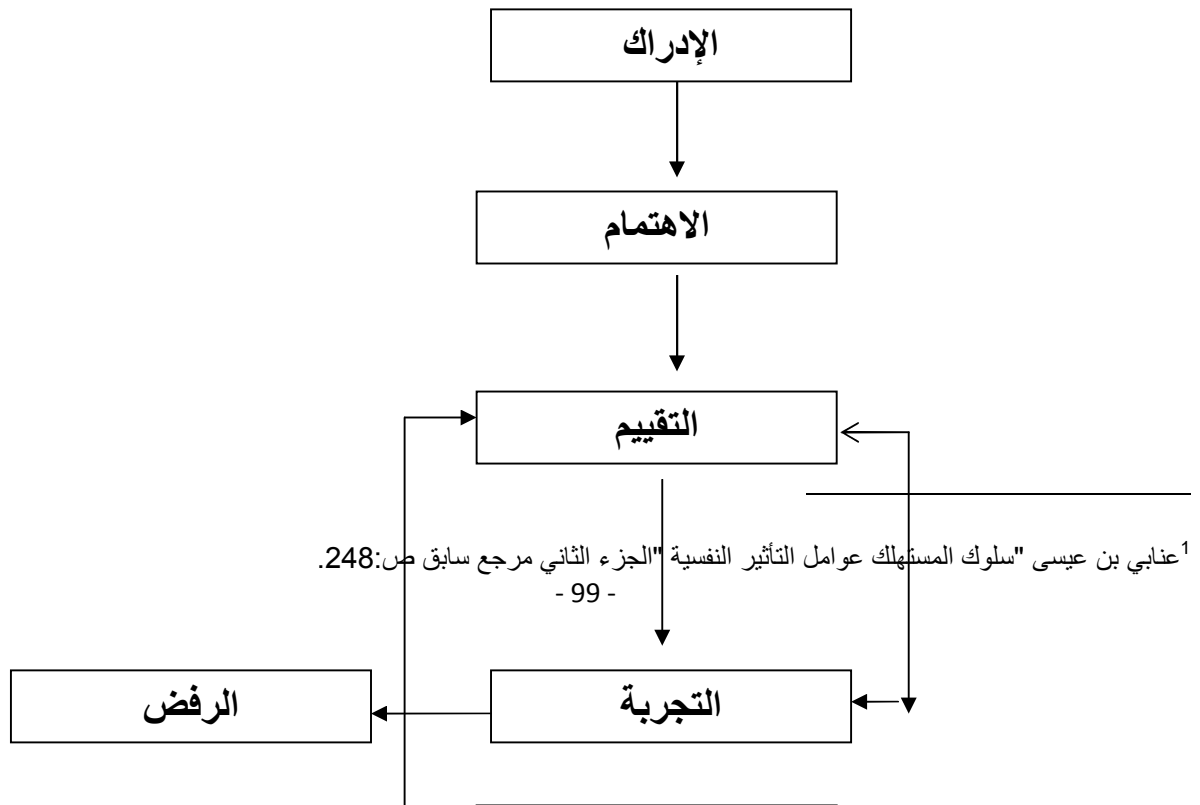 الإدراك
الاهتمام
التقييم
1عنابي بن عيسى "سلوك المستهلك عوامل التأثير النفسية "الجزء الثاني مرجع سابق ص:248.
- 99 -
التجربة
الرفض